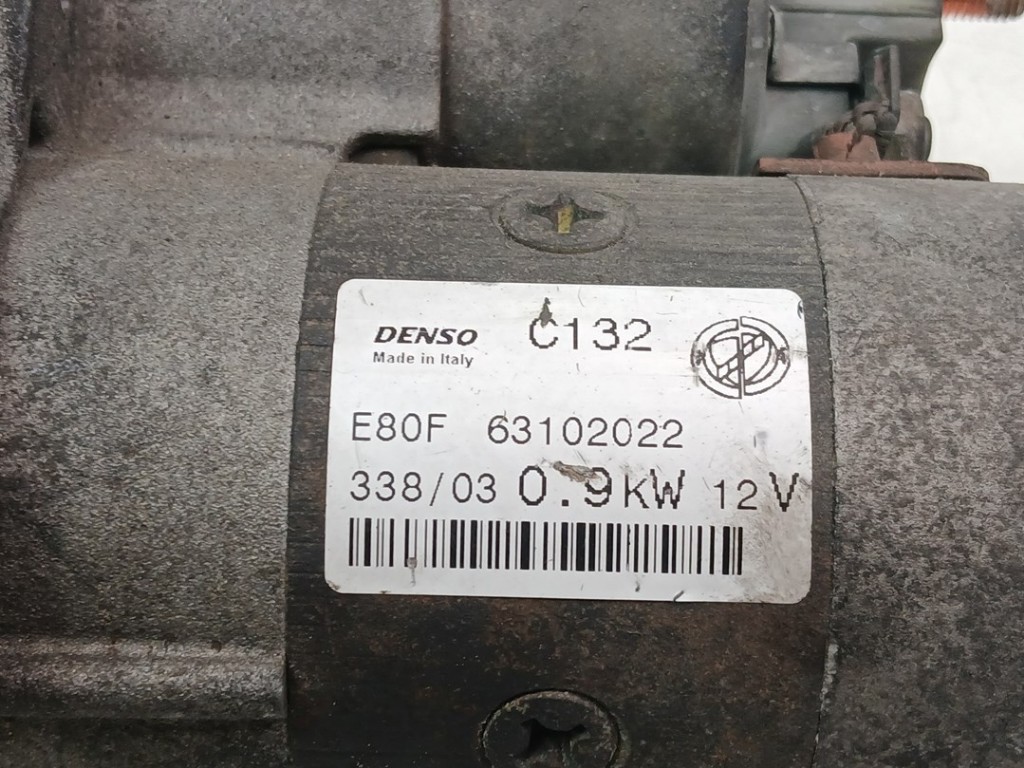 DENSO C132
Made in Italy
E80F 63102022
338/03 0.9kW 12V